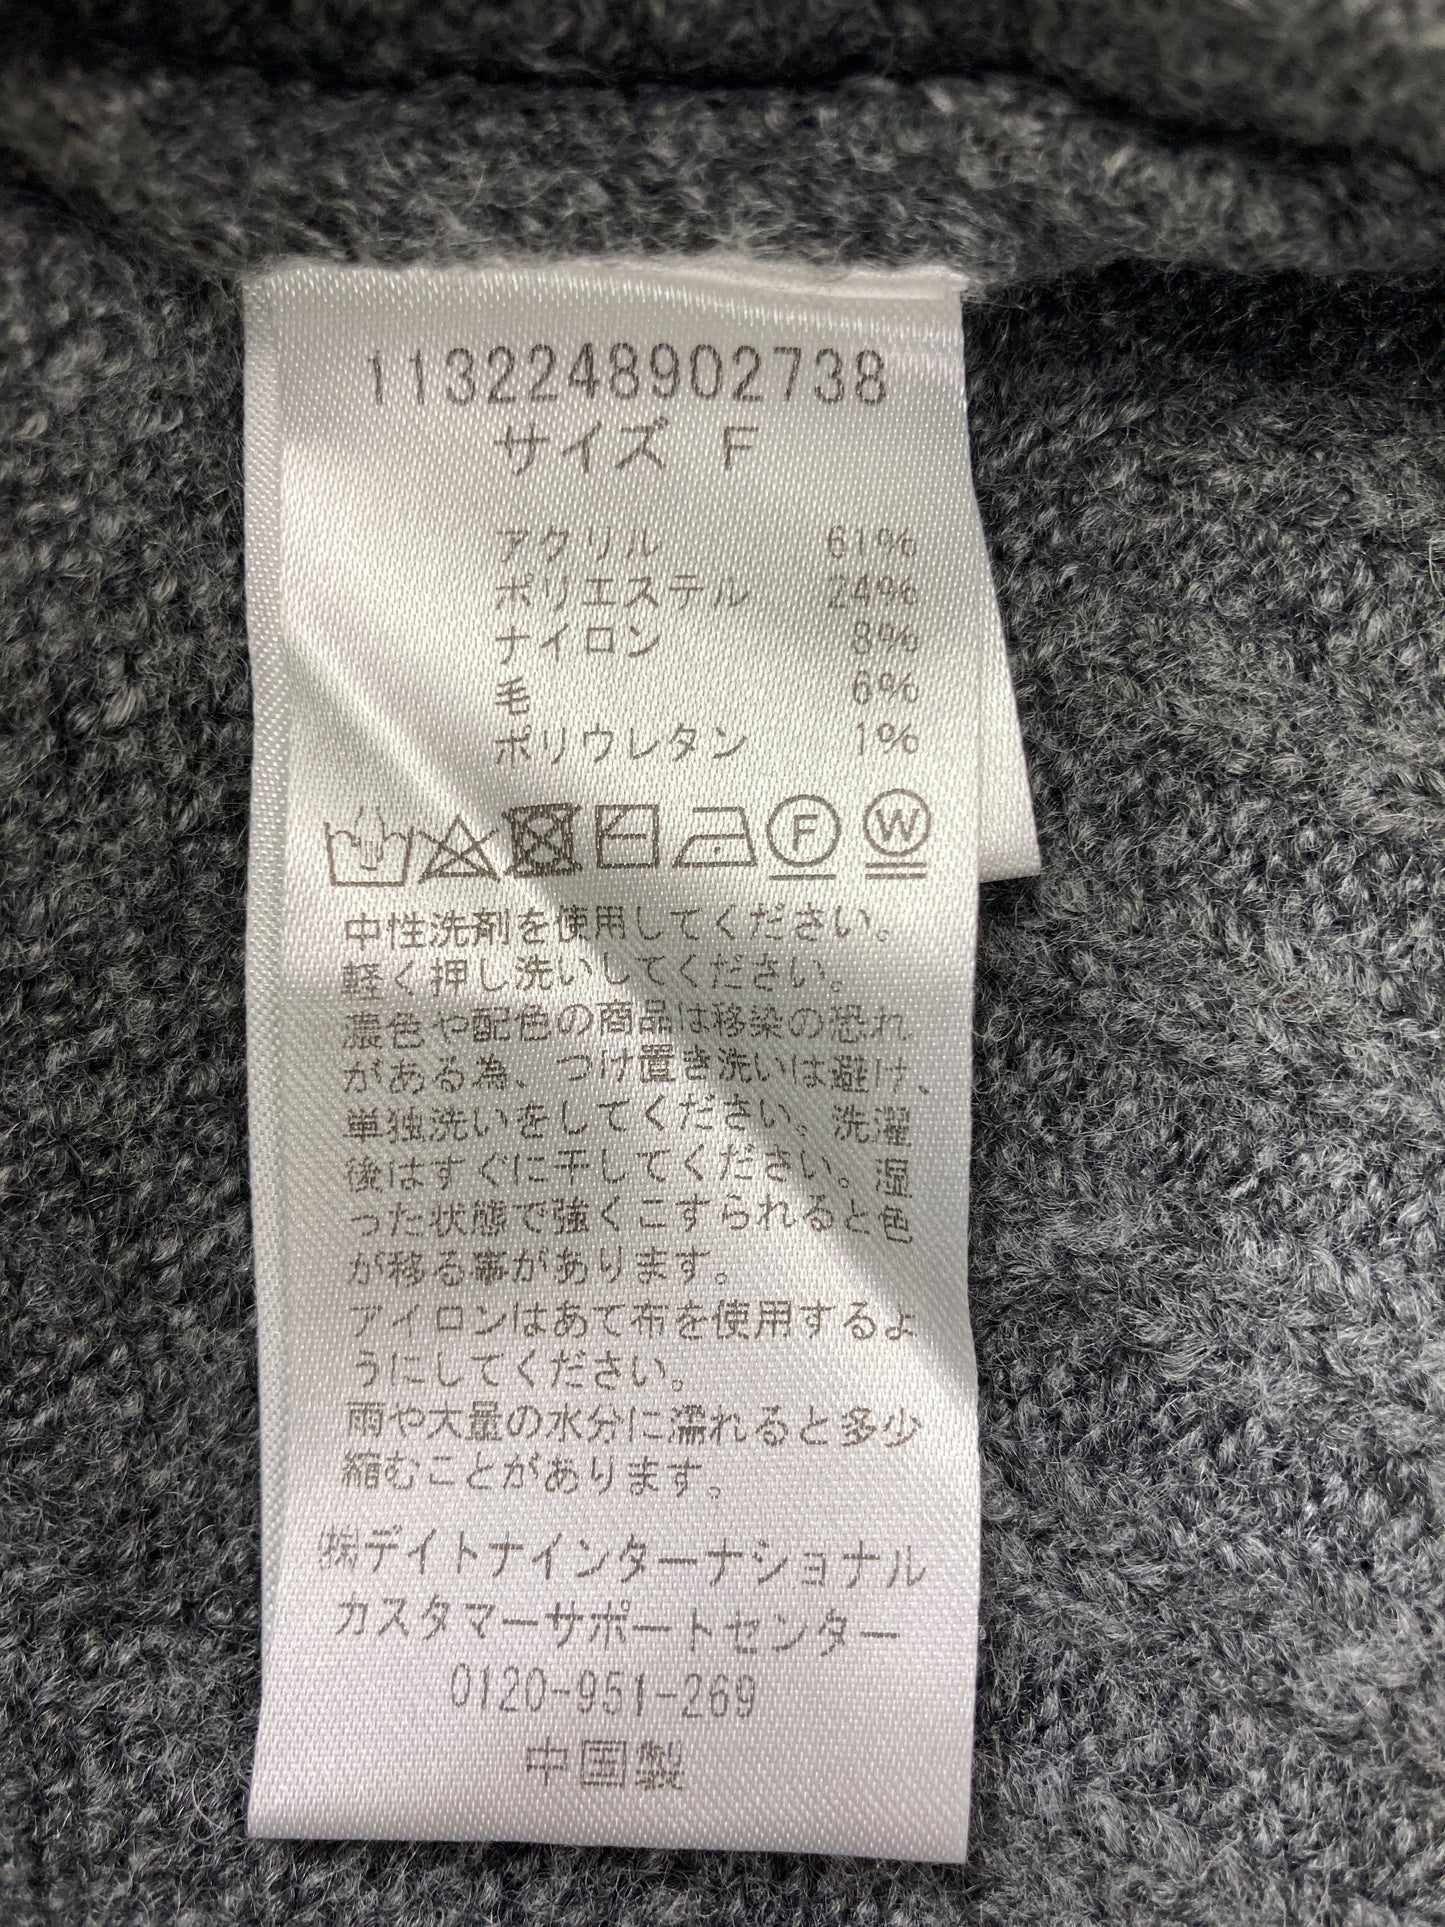 1132248902738
サイズ F
アクリル 61%
ポリエステル 24%
ナイロン 8%
毛 6%
ポリウレタン 1%
F W
中性洗剤を使用してください。
軽く押し洗いしてください。
濃色や配色の商品は移染の恐れ
がある為、つけ置き洗いは避け、
単独洗いをしてください。洗濯
後はすぐに干してください。湿
った状態で強くこすられると色
が移る事があります。
アイロンはあて布を使用するよ
うにしてください。
雨や大量の水分に濡れると多少
縮むことがあります。
㈱デイトナインターナショナル
カスタマーサポートセンター
0120-951-269
中国製